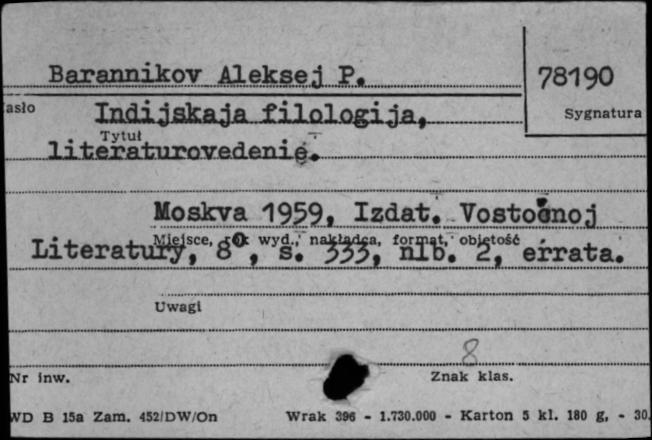 Barannikov Aleksej P.
78190
asło
Indijskaja filologija,
Sygnatura
Tytuł
literaturovedenie.
Moskva 1959, Izdat. Vostočnoj
Miejsce, rok wyd., nakładca, format, objętość
Literatury, 8°, s. 333, nlb. 2, errata.
Uwagi
8
Nr inw.
Znak klas.
WD B 15a Zam. 452/DW/On
Wrak 396 - 1.730.000 - Karton 5 kl. 180 g, - 30.